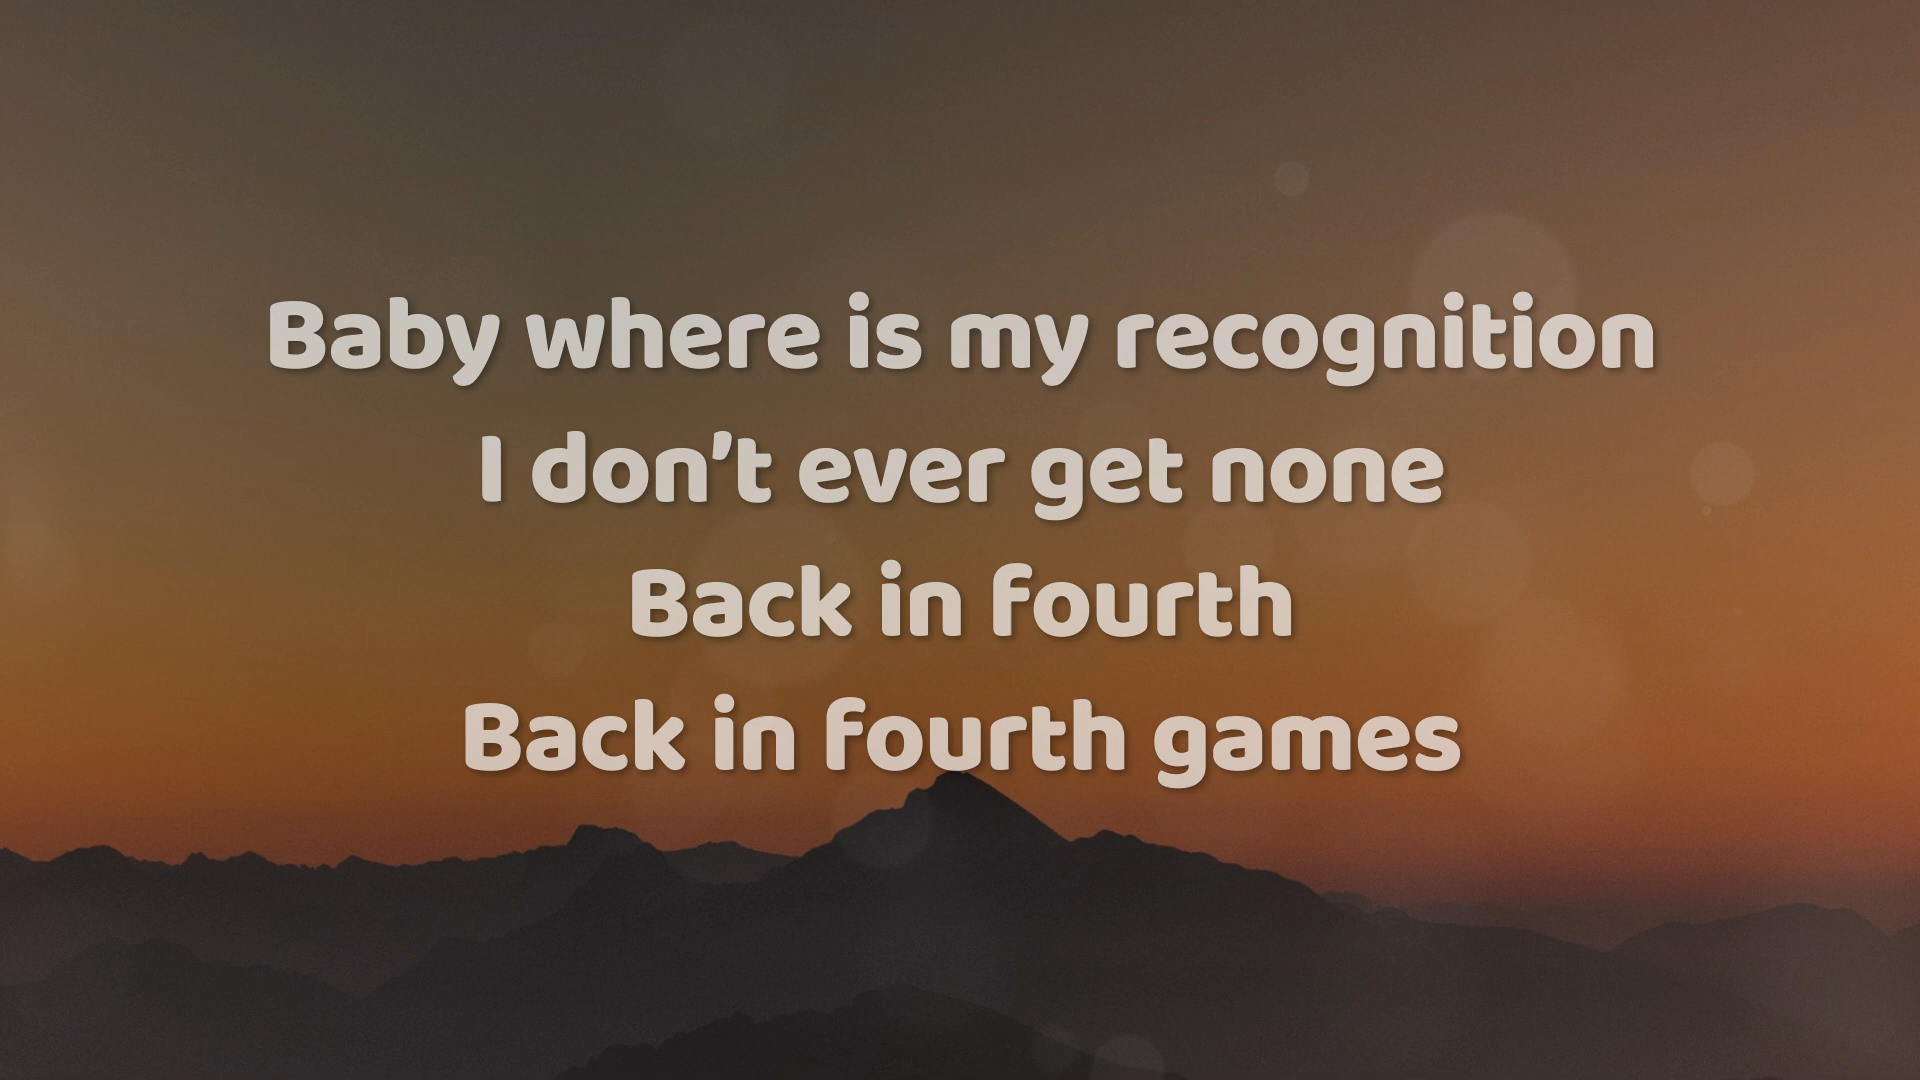 Baby where is my recognition
I don’t ever get none
Back in fourth
Back in fourth games